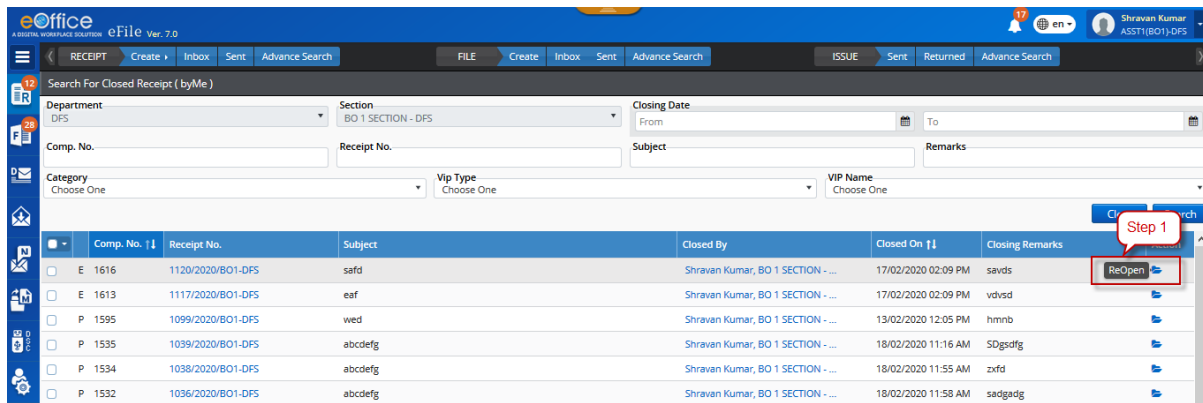 eOffice
A DIGITAL WORKPLACE SOLUTION eFile Ver. 7.0
17
en
Shravan Kumar
ASST1(BO1)-DFS
RECEIPT Create Inbox Sent Advance Search FILE Create Inbox Sent Advance Search ISSUE Sent Returned Advance Search
12
R
Search For Closed Receipt ( byMe )
Department
DFS
Section
BO 1 SECTION - DFS
Closing Date
From
To
28
F
Comp. No.
Receipt No.
Subject
Remarks
D
Category
Choose One
Vip Type
Choose One
VIP Name
Choose One
Step 1
Comp. No. Receipt No. Subject Closed By Closed On Closing Remarks
E 1616 1120/2020/BO1-DFS safd Shravan Kumar, BO 1 SECTION - ... 17/02/2020 02:09 PM savds ReOpen
N
E 1613 1117/2020/BO1-DFS eaf Shravan Kumar, BO 1 SECTION - ... 17/02/2020 02:09 PM vdvsd
M
P 1595 1099/2020/BO1-DFS wed Shravan Kumar, BO 1 SECTION - ... 13/02/2020 12:05 PM hmnb
DSC
P 1535 1039/2020/BO1-DFS abcdefg Shravan Kumar, BO 1 SECTION - ... 18/02/2020 11:16 AM SDgsdfg
P 1534 1038/2020/BO1-DFS abcdefg Shravan Kumar, BO 1 SECTION - ... 18/02/2020 11:55 AM zxfd
P 1532 1036/2020/BO1-DFS abcdefg Shravan Kumar, BO 1 SECTION - ... 18/02/2020 11:58 AM sadgadg